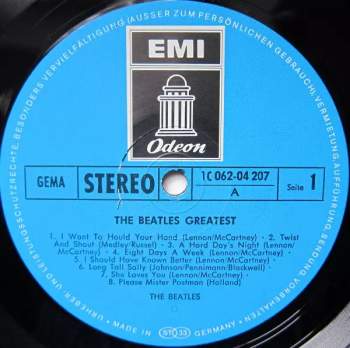 URHEBER- UND LEISTUNGSSCHUTZRECHTE, BESONDERS VERVIELFÄLTIGUNG (AUSSER ZUM PERSÖNLICHEN GEBRAUCH), AUFFÜHRUNG, SENDUNG VORBEHALTEN
EMI
Odeon
GEMA
STEREO
1C 062-04 207
A
Seite 1
THE BEATLES GREATEST
1. I Want To Hould Your Hand (Lennon/McCartney) • 2. Twist
And Shout (Medley/Russel) • 3. A Hard Day's Night (Lennon/
McCartney) • 4. Eight Days A Week (Lennon/McCartney)
5. I Should Have Known Better (Lennon/McCartney)
6. Long Tall Sally (Johnson/Pennimann/Blackwell)
7. She Loves You (Lennon/McCartney)
8. Please Mister Postman (Holland)
THE BEATLES
MADE IN ST 33 GERMANY